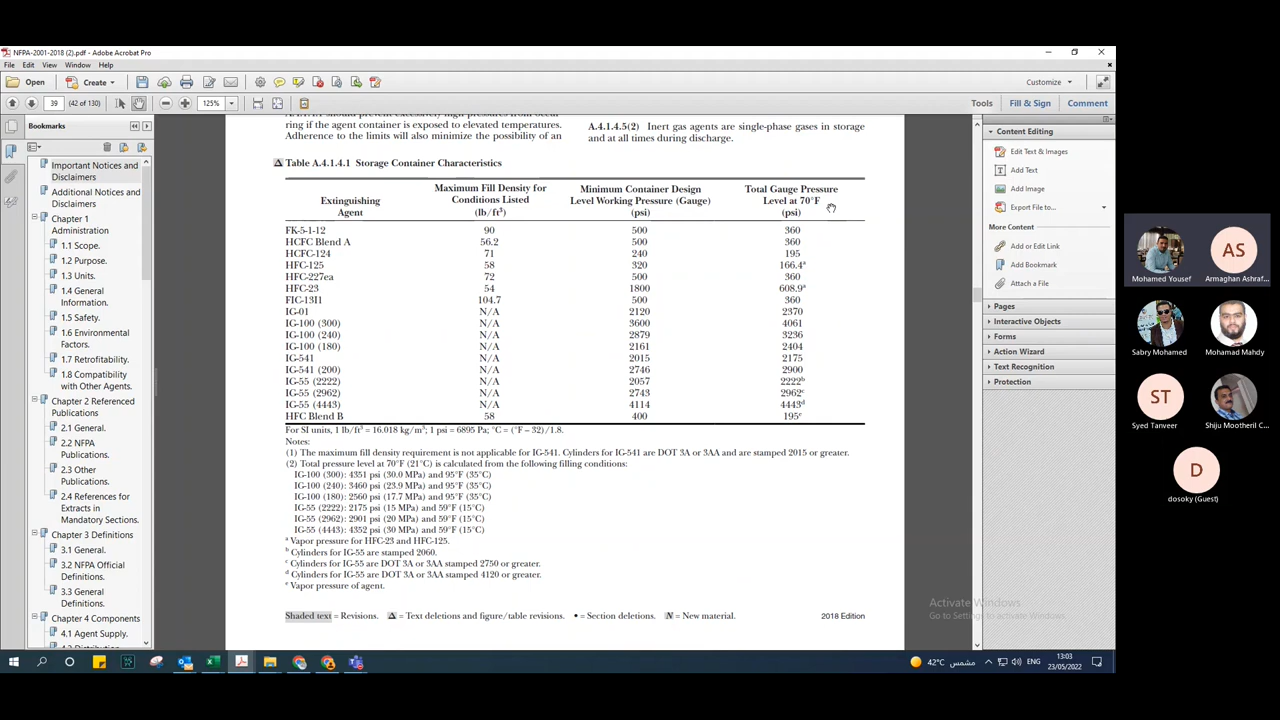 NFPA-2001-2018 (2).pdf - Adobe Acrobat Pro
File Edit View Window Help
Open Create Customize
39 (42 of 130) 125% Tools Fill & Sign Comment
Bookmarks
Important Notices and
Disclaimers
Additional Notices and
Disclaimers
Chapter 1
Administration
1.1 Scope.
1.2 Purpose.
1.3 Units.
1.4 General
Information.
1.5 Safety.
1.6 Environmental
Factors.
1.7 Retrofitability.
1.8 Compatibility
with Other Agents.
Chapter 2 Referenced
Publications
2.1 General.
2.2 NFPA
Publications.
2.3 Other
Publications.
2.4 References for
Extracts in
Mandatory Sections.
Chapter 3 Definitions
3.1 General.
3.2 NFPA Official
Definitions.
3.3 General
Definitions.
Chapter 4 Components
4.1 Agent Supply.
ring if the agent container is exposed to elevated temperatures.
Adherence to the limits will also minimize the possibility of an
A.4.1.4.5(2) Inert gas agents are single-phase gases in storage
and at all times during discharge.
Δ Table A.4.1.4.1 Storage Container Characteristics
Extinguishing
Agent
Maximum Fill Density for
Conditions Listed
(lb/ft³)
Minimum Container Design
Level Working Pressure (Gauge)
(psi)
Total Gauge Pressure
Level at 70°F
(psi)
FK-5-1-12 90 500 360
HCFC Blend A 56.2 500 360
HCFC-124 71 240 195
HFC-125 58 320 166.4ᵃ
HFC-227ea 72 500 360
HFC-23 54 1800 608.9ᵃ
FIC-13I1 104.7 500 360
IG-01 N/A 2120 2370
IG-100 (300) N/A 3600 4061
IG-100 (240) N/A 2879 3236
IG-100 (180) N/A 2161 2404
IG-541 N/A 2015 2175
IG-541 (200) N/A 2746 2900
IG-55 (2222) N/A 2057 2222ᵇ
IG-55 (2962) N/A 2743 2962ᶜ
IG-55 (4443) N/A 4114 4443ᵈ
HFC Blend B 58 400 195ᵉ
For SI units, 1 lb/ft³ = 16.018 kg/m³; 1 psi = 6895 Pa; °C = (°F – 32)/1.8.
Notes:
(1) The maximum fill density requirement is not applicable for IG-541. Cylinders for IG-541 are DOT 3A or 3AA and are stamped 2015 or greater.
(2) Total pressure level at 70°F (21°C) is calculated from the following filling conditions:
IG-100 (300): 4351 psi (30.0 MPa) and 95°F (35°C)
IG-100 (240): 3460 psi (23.9 MPa) and 95°F (35°C)
IG-100 (180): 2560 psi (17.7 MPa) and 95°F (35°C)
IG-55 (2222): 2175 psi (15 MPa) and 59°F (15°C)
IG-55 (2962): 2901 psi (20 MPa) and 59°F (15°C)
IG-55 (4443): 4352 psi (30 MPa) and 59°F (15°C)
ᵃ Vapor pressure for HFC-23 and HFC-125.
ᵇ Cylinders for IG-55 are stamped 2060.
ᶜ Cylinders for IG-55 are DOT 3A or 3AA stamped 2750 or greater.
ᵈ Cylinders for IG-55 are DOT 3A or 3AA stamped 4120 or greater.
ᵉ Vapor pressure of agent.
Shaded text = Revisions. Δ = Text deletions and figure/table revisions. • = Section deletions. N = New material. 2018 Edition
Content Editing
Edit Text & Images
Add Text
Add Image
Export File to...
More Content
Add or Edit Link
Add Bookmark
Attach a File
Pages
Interactive Objects
Forms
Action Wizard
Text Recognition
Protection
Activate Windows
Go to Settings to activate Windows.
42°C مشمس ENG 13:03
23/05/2022
AS
Mohamed Yousef Armaghan Ashraf...
Sabry Mohamed Mohamad Mahdy
ST
Syed Tanveer Shiju Mootheril C...
D
dosoky (Guest)